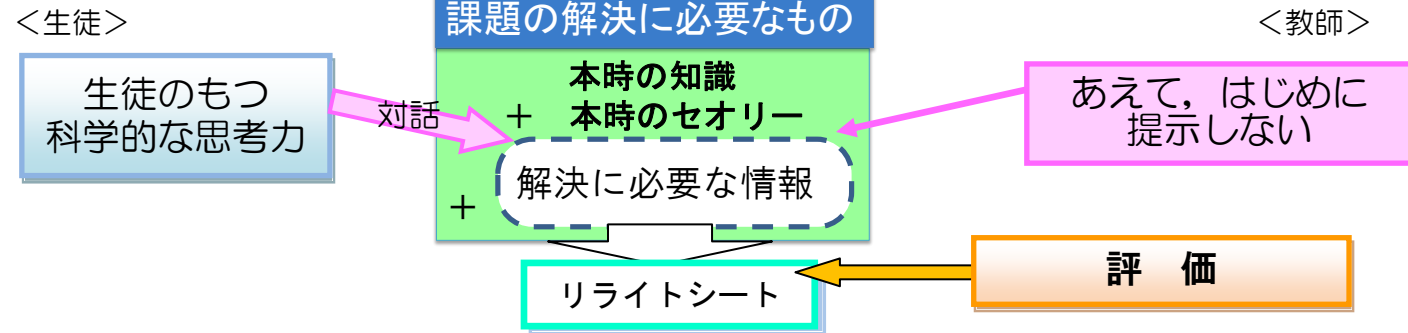 <生徒>
課題の解決に必要なもの
<教師>
生徒のもつ
科学的な思考力
対話
本時の知識
+ 本時のセオリー
+ 解決に必要な情報
あえて，はじめに
提示しない
リライトシート
評 価